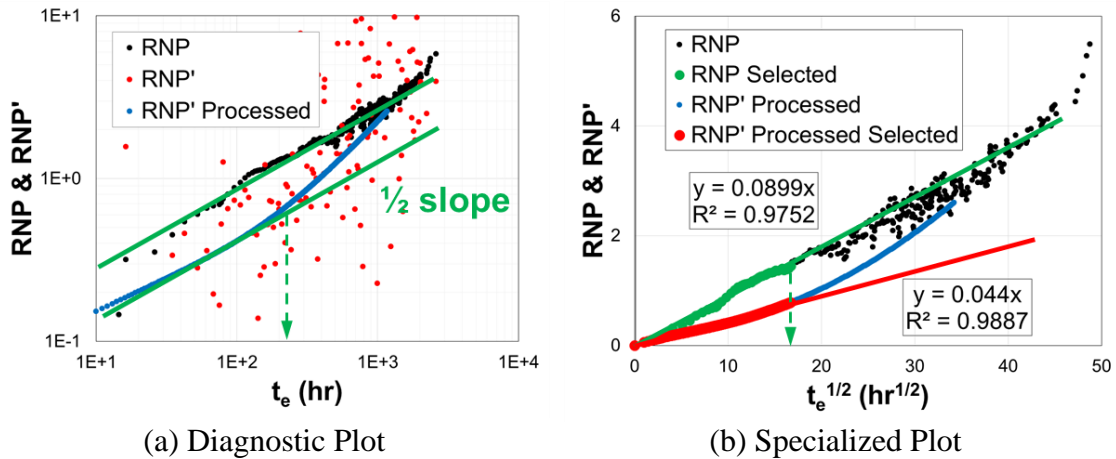 1E+1
1E+0
1E-1
RNP & RNP'
RNP
RNP'
RNP' Processed
½ slope
1E+1
1E+2
1E+3
1E+4
te (hr)
(a) Diagnostic Plot
6
4
2
0
RNP & RNP'
RNP
RNP Selected
RNP' Processed
RNP' Processed Selected
y = 0.0899x
R² = 0.9752
y = 0.044x
R² = 0.9887
0
10
20
30
40
50
te^1/2 (hr^1/2)
(b) Specialized Plot